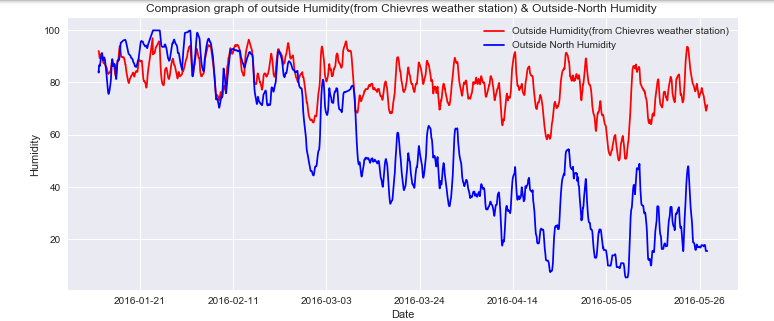 Comprasion graph of outside Humidity(from Chievres weather station) & Outside-North Humidity
Outside Humidity(from Chievres weather station)
Outside North Humidity
Humidity
100
80
60
40
20
2016-01-21
2016-02-11
2016-03-03
2016-03-24
2016-04-14
2016-05-05
2016-05-26
Date